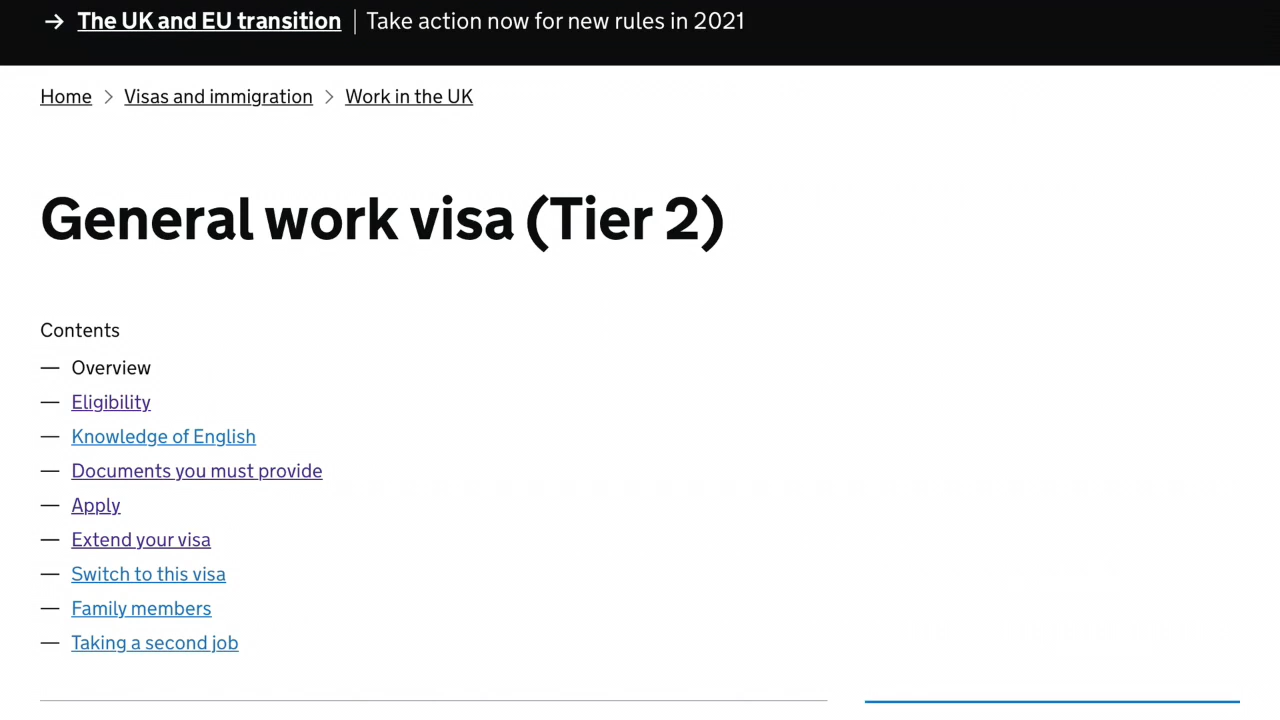 → The UK and EU transition | Take action now for new rules in 2021
Home > Visas and immigration > Work in the UK
General work visa (Tier 2)
Contents
— Overview
— Eligibility
— Knowledge of English
— Documents you must provide
— Apply
— Extend your visa
— Switch to this visa
— Family members
— Taking a second job